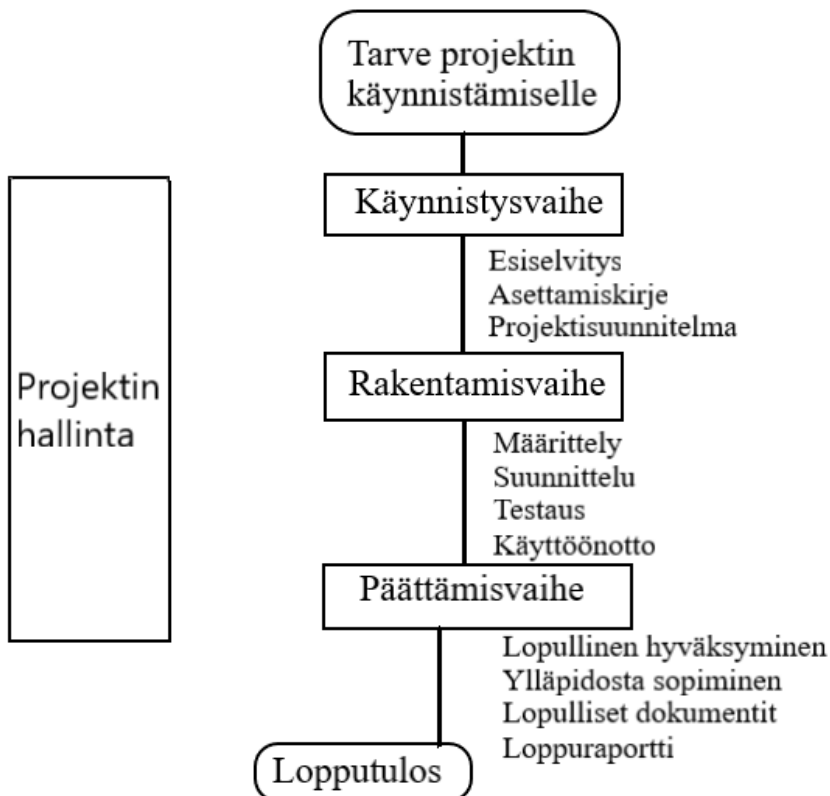 Tarve projektin
käynnistämiselle
Käynnistysvaihe
Esiselvitys
Asettamiskirje
Projektisuunnitelma
Projektin
hallinta
Rakentamisvaihe
Määrittely
Suunnittelu
Testaus
Käyttöönotto
Päättämisvaihe
Lopullinen hyväksyminen
Ylläpidosta sopiminen
Lopulliset dokumentit
Loppuraportti
Lopputulos